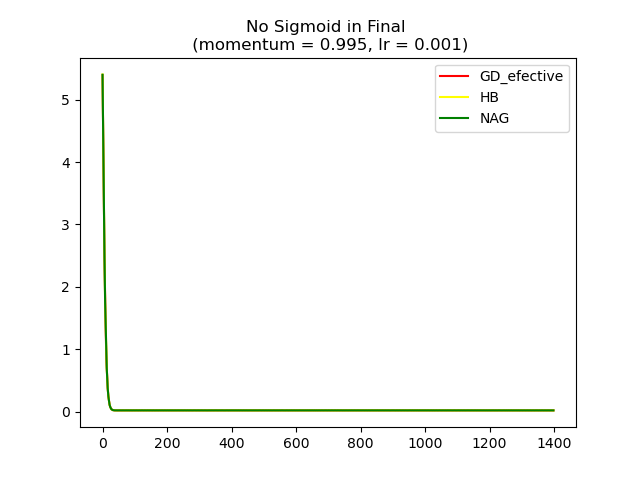 No Sigmoid in Final
(momentum = 0.995, lr = 0.001)
GD_efective
HB
NAG
5
4
3
2
1
0
0 200 400 600 800 1000 1200 1400